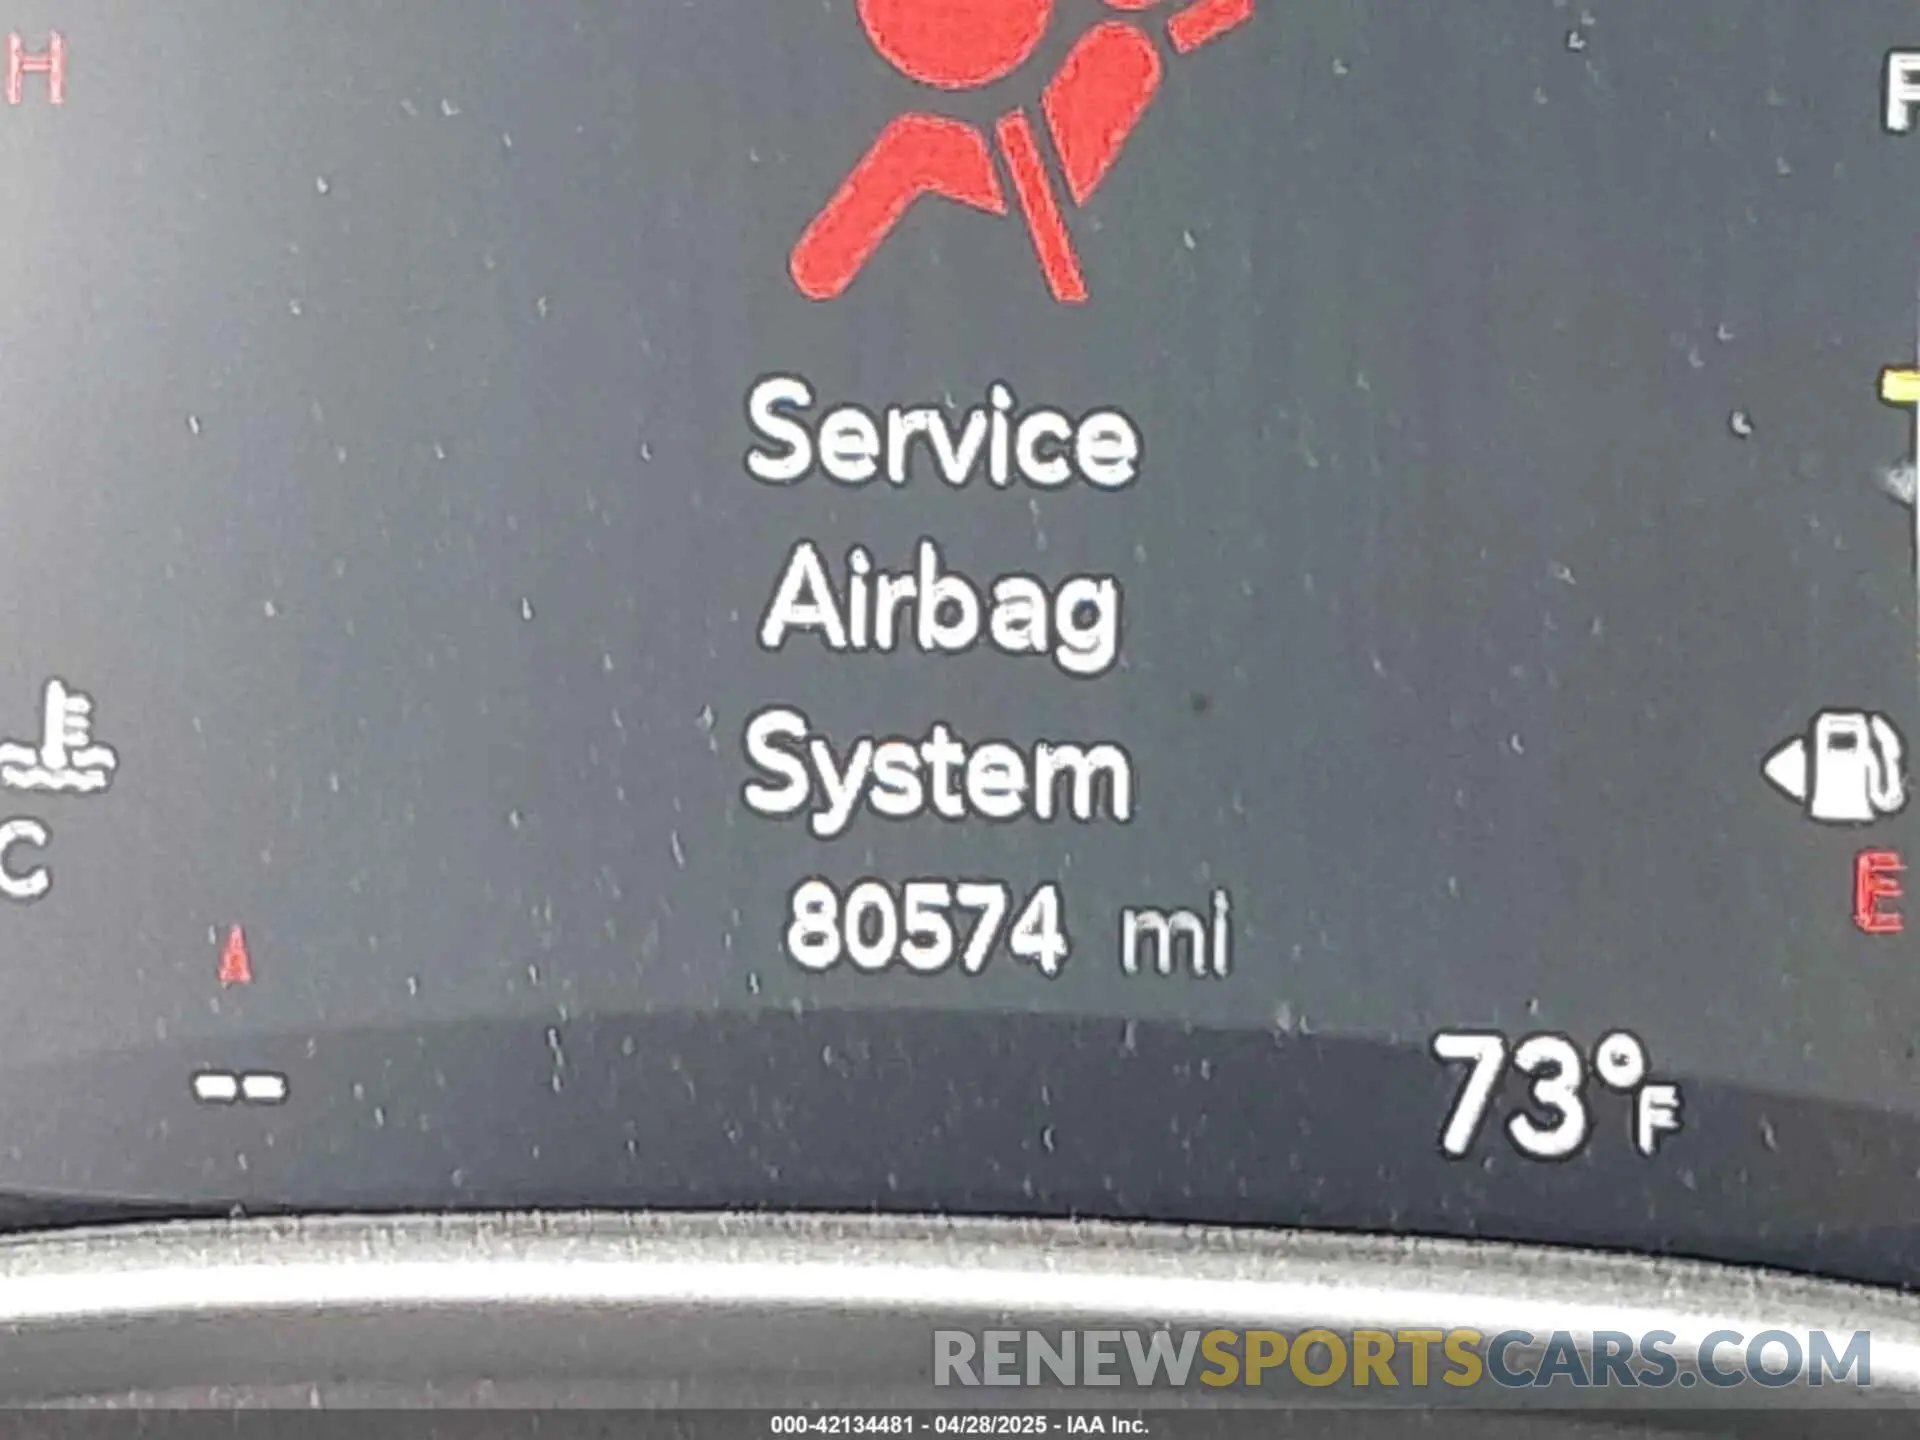 H
F
Service
Airbag
System
C
E
80574 mi
A
--
73°F
RENEWSPORTSCARS.COM
000-42134481 - 04/28/2025 - IAA Inc.